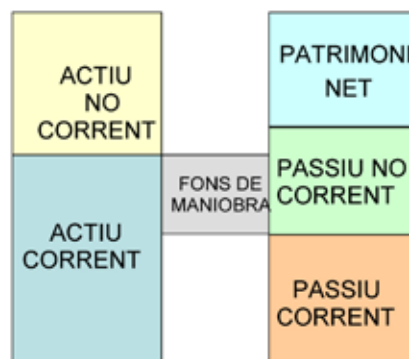 ACTIU
NO
CORRENT
ACTIU
CORRENT
FONS DE
MANIOBRA
PATRIMONI
NET
PASSIU NO
CORRENT
PASSIU
CORRENT